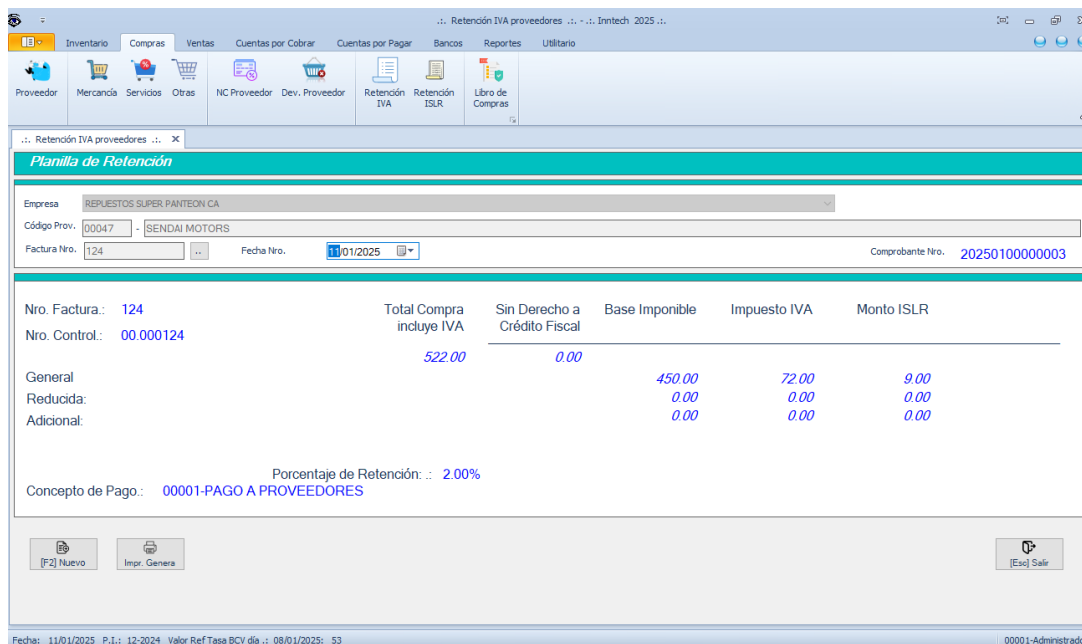 .:. Retención IVA proveedores .:. - .:. Inntech 2025 .:.
Inventario Compras Ventas Cuentas por Cobrar Cuentas por Pagar Bancos Reportes Utilitario
Proveedor Mercancía Servicios Otras NC Proveedor Dev. Proveedor Retención IVA Retención ISLR Libro de Compras
.:. Retención IVA proveedores .:. X
Planilla de Retención
Empresa REPUESTOS SUPER PANTEON CA
Código Prov. 00047 - SENDAI MOTORS
Factura Nro. 124 .. Fecha Nro. 11/01/2025 Comprobante Nro. 20250100000003
Nro. Factura.: 124 Total Compra incluye IVA Sin Derecho a Crédito Fiscal Base Imponible Impuesto IVA Monto ISLR
Nro. Control.: 00.000124
522.00 0.00
General 450.00 72.00 9.00
Reducida: 0.00 0.00 0.00
Adicional: 0.00 0.00 0.00
Porcentaje de Retención: .: 2.00%
Concepto de Pago.: 00001-PAGO A PROVEEDORES
[F2] Nuevo Impr. Genera [Esc] Salir
Fecha: 11/01/2025 P.I.: 12-2024 Valor Ref Tasa BCV día .: 08/01/2025: 53 00001-Administrado